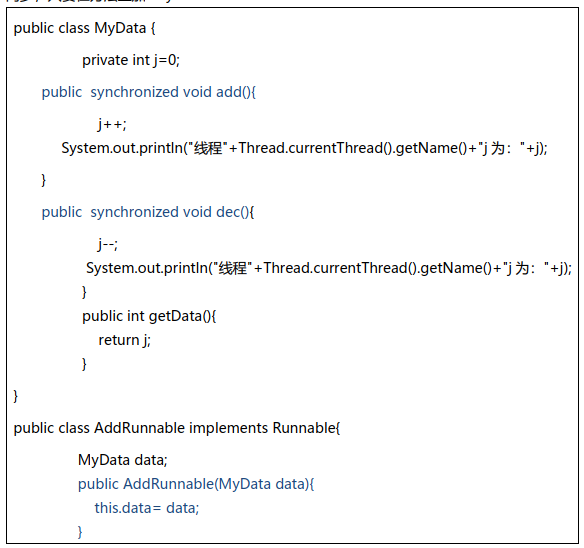 public class MyData {
private int j=0;
public  synchronized void add(){
j++;
System.out.println("线程"+Thread.currentThread().getName()+"j 为："+j);
}
public  synchronized void dec(){
j--;
System.out.println("线程"+Thread.currentThread().getName()+"j 为："+j);
}
public int getData(){
return j;
}
}
public class AddRunnable implements Runnable{
MyData data;
public AddRunnable(MyData data){
this.data= data;
}